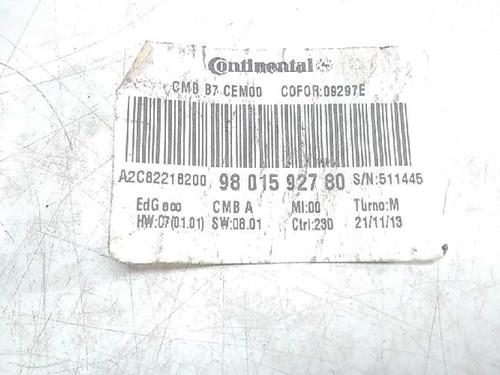 Continental
CMB B7 CEM00 COFOR:09297E
A2C82218200 98 015 927 80 S/N:511445
EdG CMB A MI:00 Turno:M
HW:07(01.01) SW:08.01 Ctrl:230 21/11/13